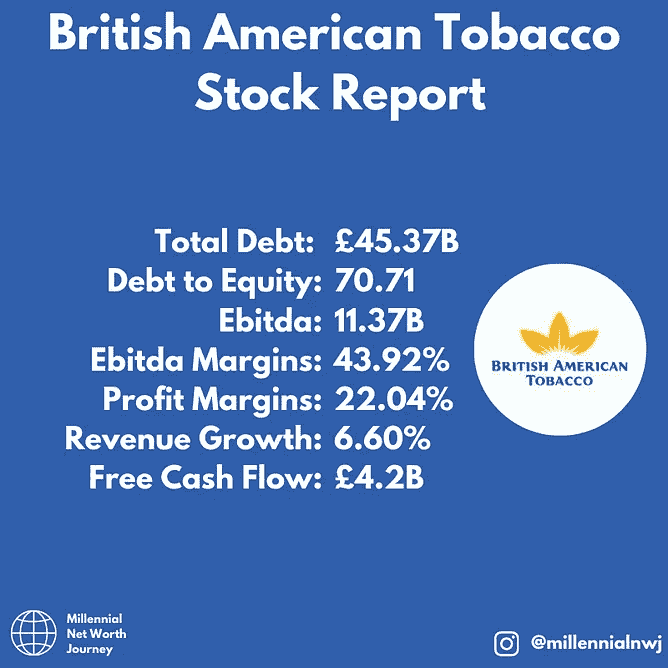 British American Tobacco
Stock Report
Total Debt: £45.37B
Debt to Equity: 70.71
Ebitda: 11.37B
Ebitda Margins: 43.92%
Profit Margins: 22.04%
Revenue Growth: 6.60%
Free Cash Flow: £4.2B
BRITISH AMERICAN
TOBACCO
Millennial
Net Worth
Journey
@millennialnwj